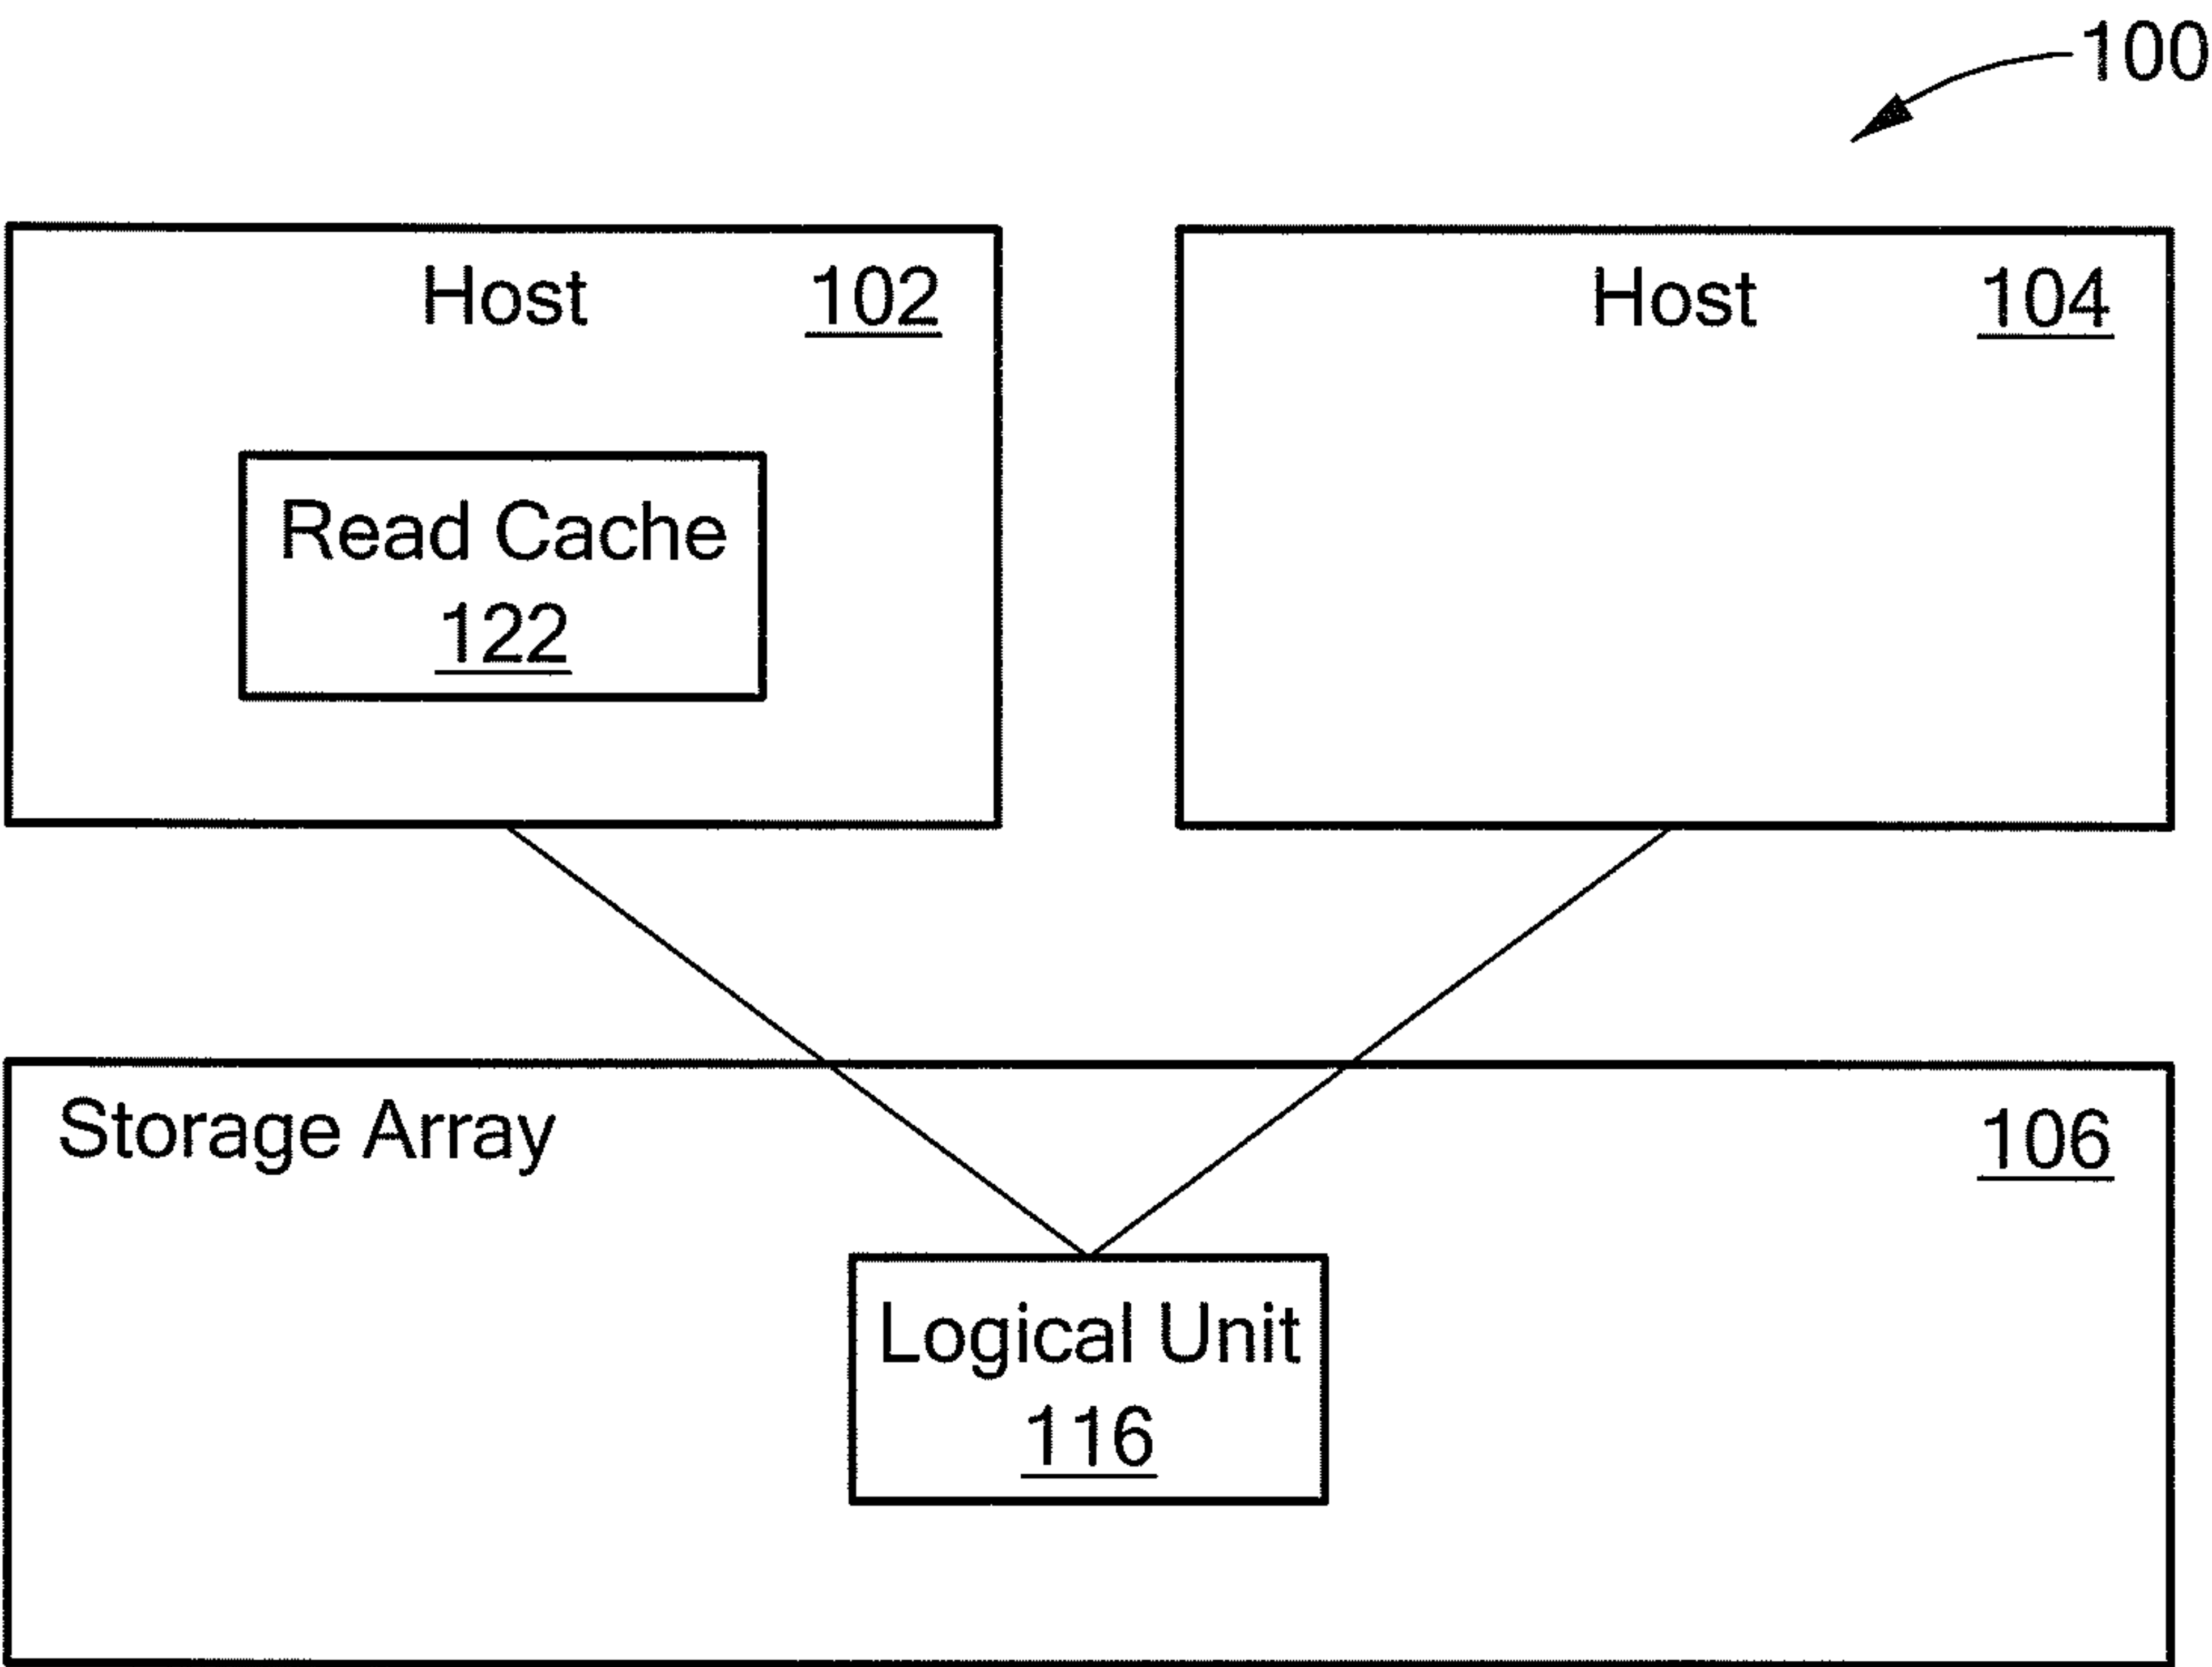 100
Host 102
Read Cache
122
Host 104
Storage Array 106
Logical Unit
116